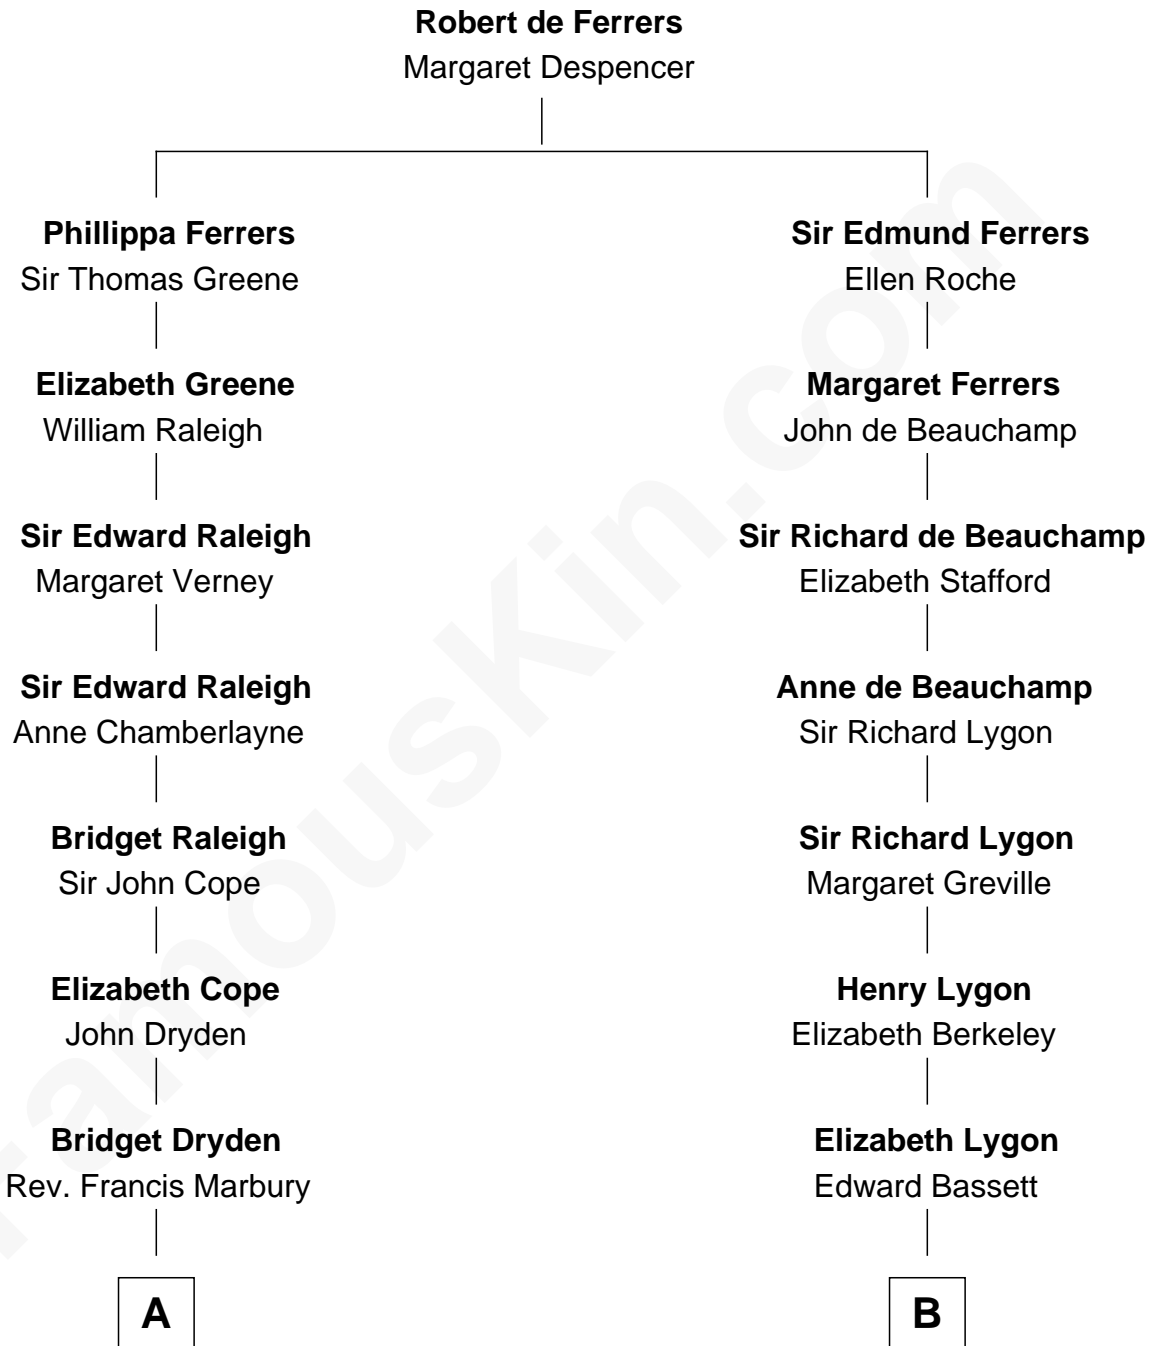 Robert de Ferrers
Margaret Despencer
Phillippa Ferrers
Sir Thomas Greene
Sir Edmund Ferrers
Ellen Roche
Elizabeth Greene
William Raleigh
Margaret Ferrers
John de Beauchamp
Sir Edward Raleigh
Margaret Verney
Sir Richard de Beauchamp
Elizabeth Stafford
Sir Edward Raleigh
Anne Chamberlayne
Anne de Beauchamp
Sir Richard Lygon
Bridget Raleigh
Sir John Cope
Sir Richard Lygon
Margaret Greville
Elizabeth Cope
John Dryden
Henry Lygon
Elizabeth Berkeley
Bridget Dryden
Rev. Francis Marbury
Elizabeth Lygon
Edward Bassett
A
B
FamousKin.com